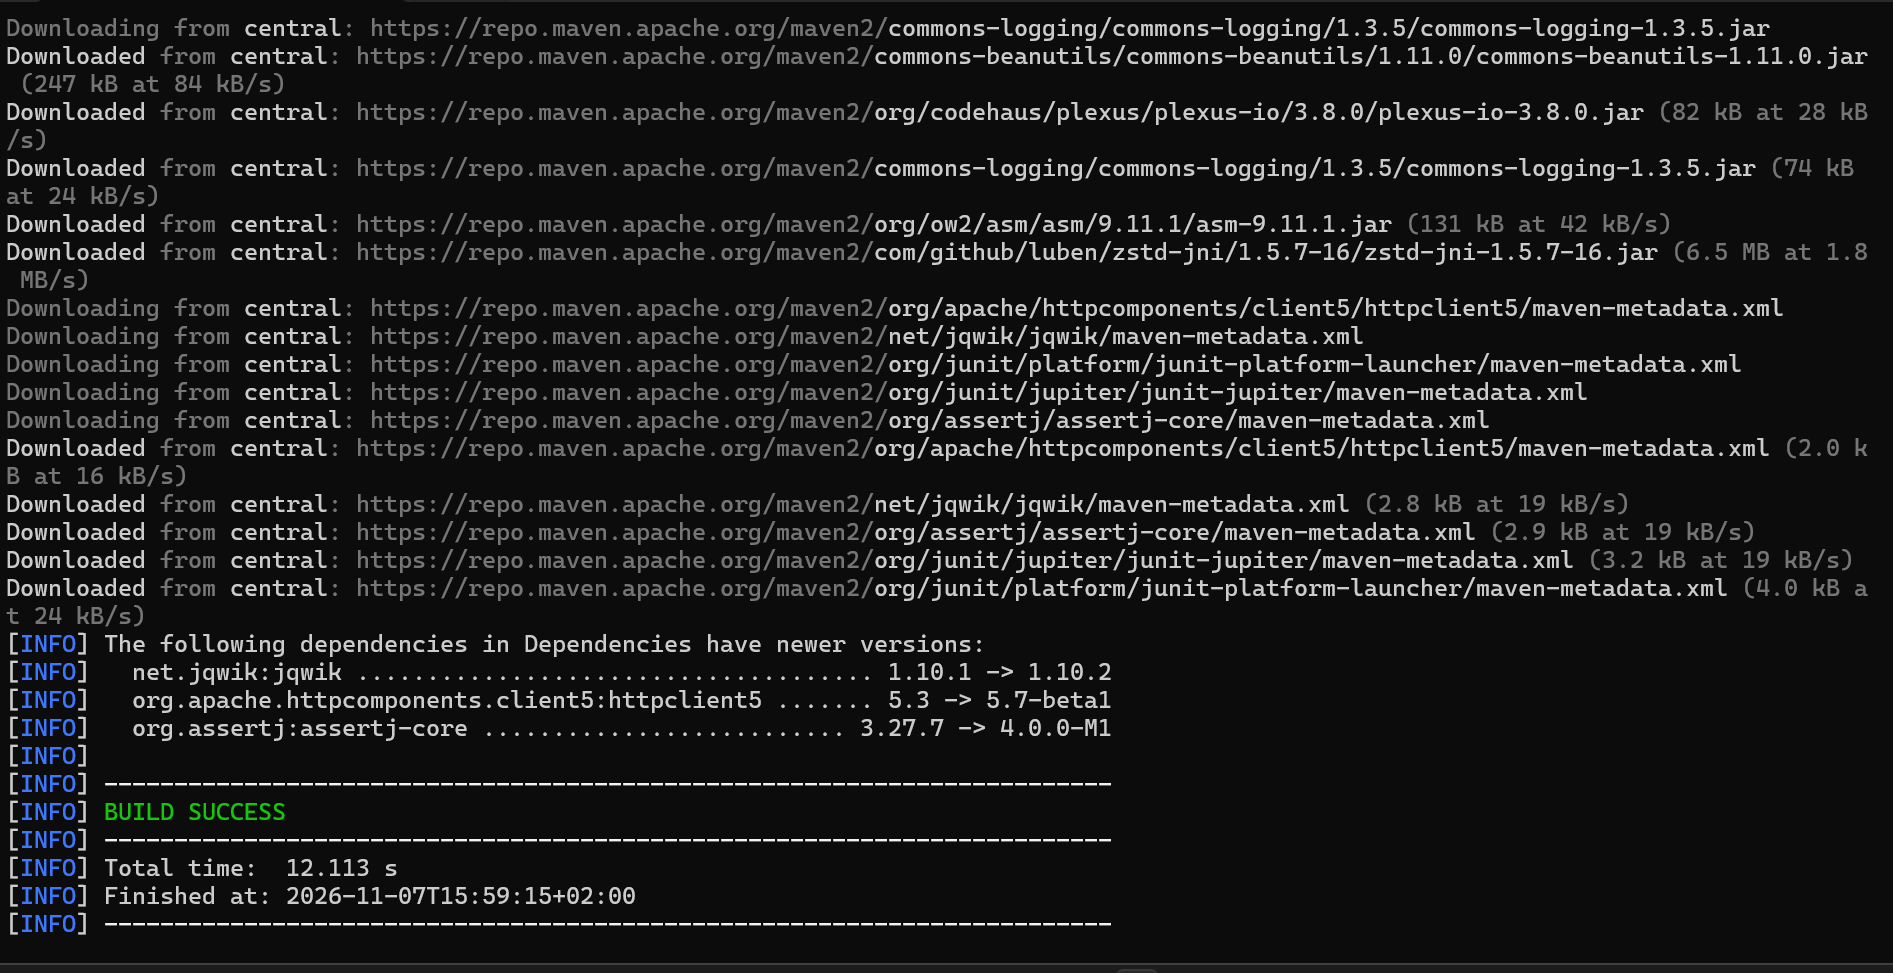 Downloading from central: https://repo.maven.apache.org/maven2/commons-logging/commons-logging/1.3.5/commons-logging-1.3.5.jar
Downloaded from central: https://repo.maven.apache.org/maven2/commons-beanutils/commons-beanutils/1.11.0/commons-beanutils-1.11.0.jar
 (247 kB at 84 kB/s)
Downloaded from central: https://repo.maven.apache.org/maven2/org/codehaus/plexus/plexus-io/3.8.0/plexus-io-3.8.0.jar (82 kB at 28 kB
/s)
Downloaded from central: https://repo.maven.apache.org/maven2/commons-logging/commons-logging/1.3.5/commons-logging-1.3.5.jar (74 kB
at 24 kB/s)
Downloaded from central: https://repo.maven.apache.org/maven2/org/ow2/asm/asm/9.11.1/asm-9.11.1.jar (131 kB at 42 kB/s)
Downloaded from central: https://repo.maven.apache.org/maven2/com/github/luben/zstd-jni/1.5.7-16/zstd-jni-1.5.7-16.jar (6.5 MB at 1.8
 MB/s)
Downloading from central: https://repo.maven.apache.org/maven2/org/apache/httpcomponents/client5/httpclient5/maven-metadata.xml
Downloading from central: https://repo.maven.apache.org/maven2/net/jqwik/jqwik/maven-metadata.xml
Downloading from central: https://repo.maven.apache.org/maven2/org/junit/platform/junit-platform-launcher/maven-metadata.xml
Downloading from central: https://repo.maven.apache.org/maven2/org/junit/jupiter/junit-jupiter/maven-metadata.xml
Downloading from central: https://repo.maven.apache.org/maven2/org/assertj/assertj-core/maven-metadata.xml
Downloaded from central: https://repo.maven.apache.org/maven2/org/apache/httpcomponents/client5/httpclient5/maven-metadata.xml (2.0 k
B at 16 kB/s)
Downloaded from central: https://repo.maven.apache.org/maven2/net/jqwik/jqwik/maven-metadata.xml (2.8 kB at 19 kB/s)
Downloaded from central: https://repo.maven.apache.org/maven2/org/assertj/assertj-core/maven-metadata.xml (2.9 kB at 19 kB/s)
Downloaded from central: https://repo.maven.apache.org/maven2/org/junit/jupiter/junit-jupiter/maven-metadata.xml (3.2 kB at 19 kB/s)
Downloaded from central: https://repo.maven.apache.org/maven2/org/junit/platform/junit-platform-launcher/maven-metadata.xml (4.0 kB a
t 24 kB/s)
[INFO] The following dependencies in Dependencies have newer versions:
[INFO]   net.jqwik:jqwik ..................................... 1.10.1 -> 1.10.2
[INFO]   org.apache.httpcomponents.client5:httpclient5 ....... 5.3 -> 5.7-beta1
[INFO]   org.assertj:assertj-core .......................... 3.27.7 -> 4.0.0-M1
[INFO]
[INFO] ------------------------------------------------------------------------
[INFO] BUILD SUCCESS
[INFO] ------------------------------------------------------------------------
[INFO] Total time:  12.113 s
[INFO] Finished at: 2026-11-07T15:59:15+02:00
[INFO] ------------------------------------------------------------------------